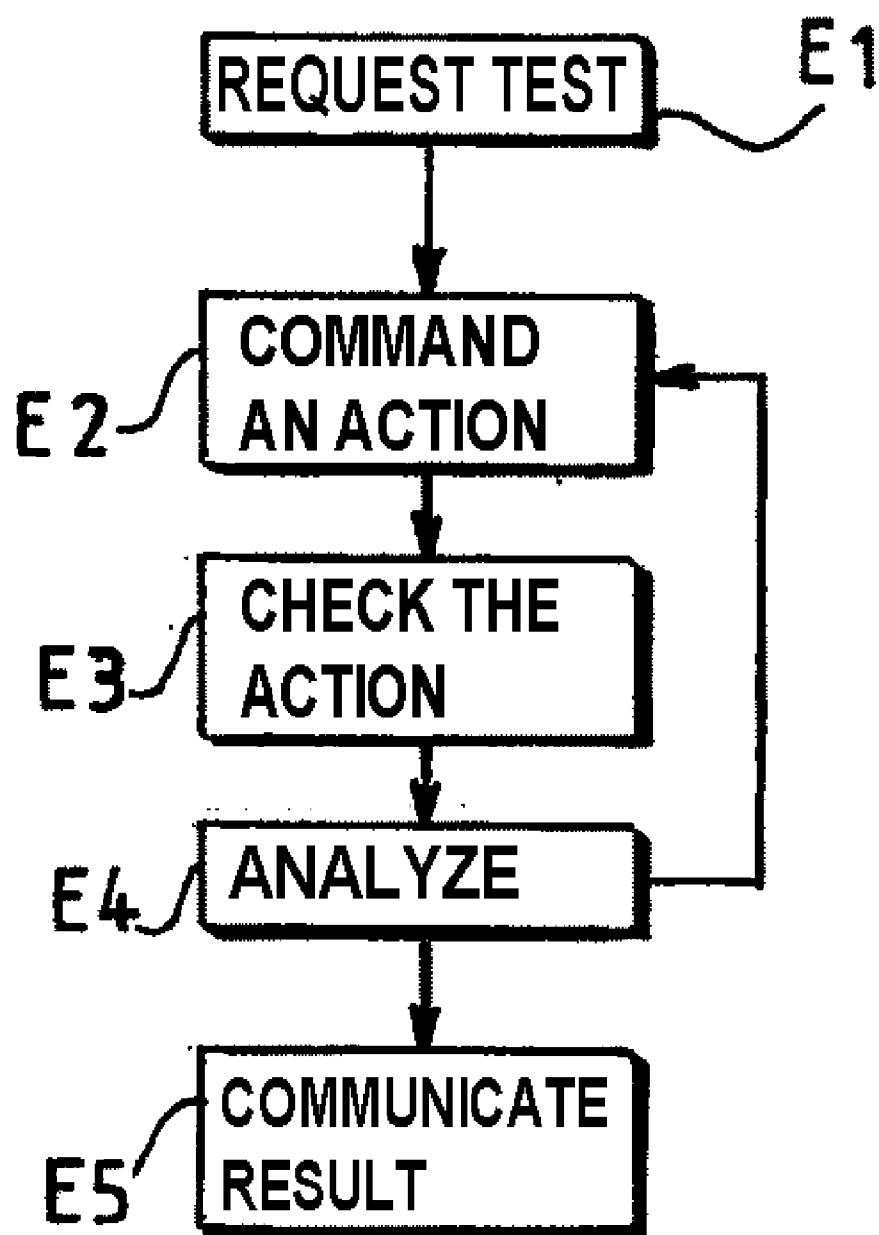 REQUEST TEST
E1
COMMAND
AN ACTION
E2
CHECK THE
ACTION
E3
ANALYZE
E4
COMMUNICATE
RESULT
E5